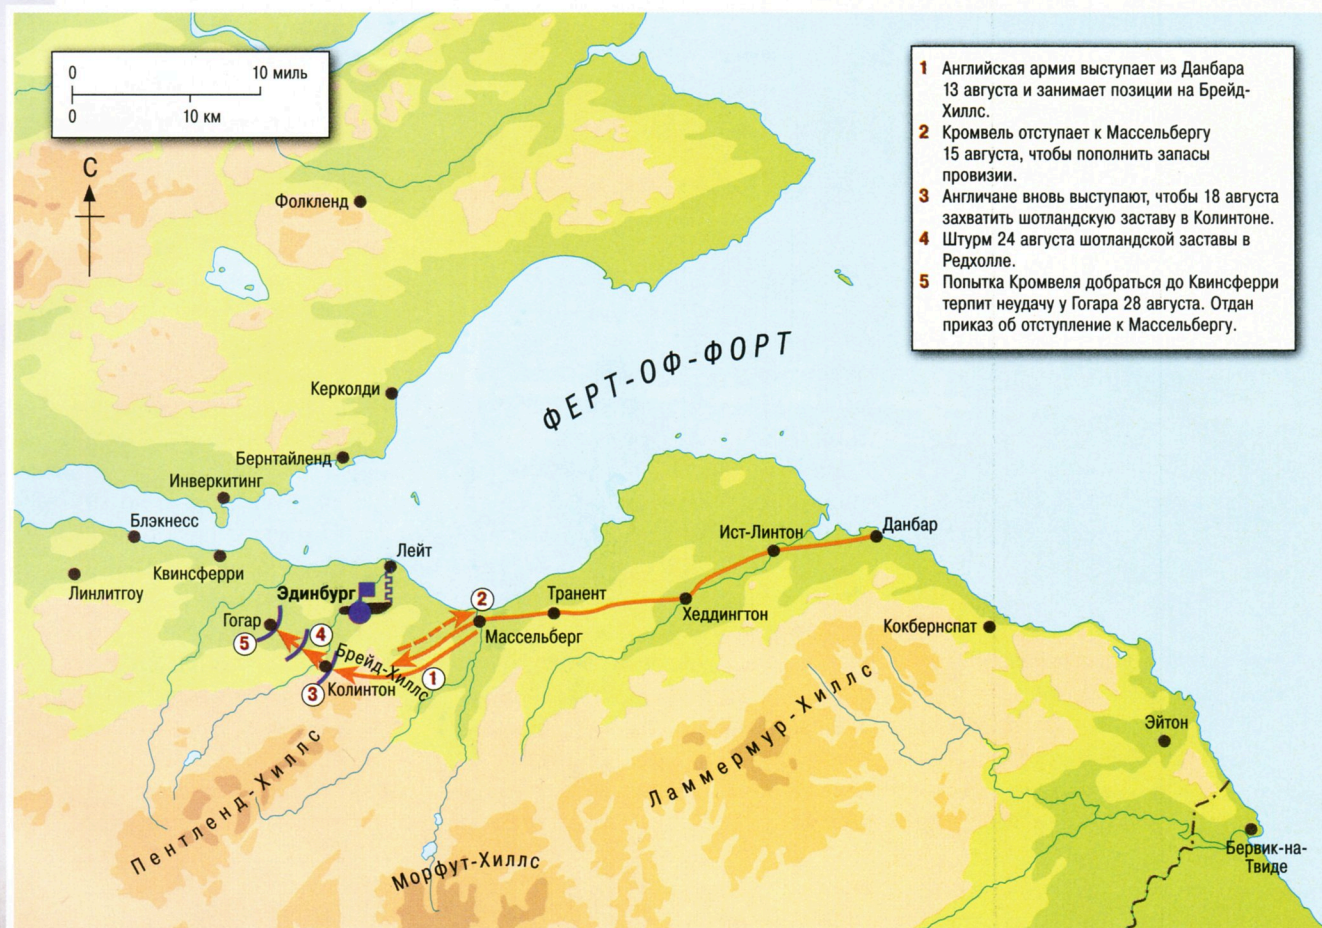 0 10 миль
0 10 км
С
1 Английская армия выступает из Данбара
13 августа и занимает позиции на Брейд-
Хиллс.
2 Кромвель отступает к Массельбергу
15 августа, чтобы пополнить запасы
провизии.
3 Англичане вновь выступают, чтобы 18 августа
захватить шотландскую заставу в Колинтоне.
4 Штурм 24 августа шотландской заставы в
Редхолле.
5 Попытка Кромвеля добраться до Квинсферри
терпит неудачу у Гогара 28 августа. Отдан
приказ об отступление к Массельбергу.
Фолкленд
ФЕРТ-ОФ-ФОРТ
Керколди
Бернтайленд
Инверкитинг
Блэкнесс
Квинсферри
Линлитгоу
Лейт
Эдинбург
Гогар
5
4
3
Брейд-Хиллс
Колинтон
1
2
Массельберг
Транент
Хеддингтон
Ист-Линтон
Данбар
Кокбернспат
Эйтон
Бервик-на-
Твиде
Ламмермур-Хиллс
Пентленд-Хиллс
Морфут-Хиллс